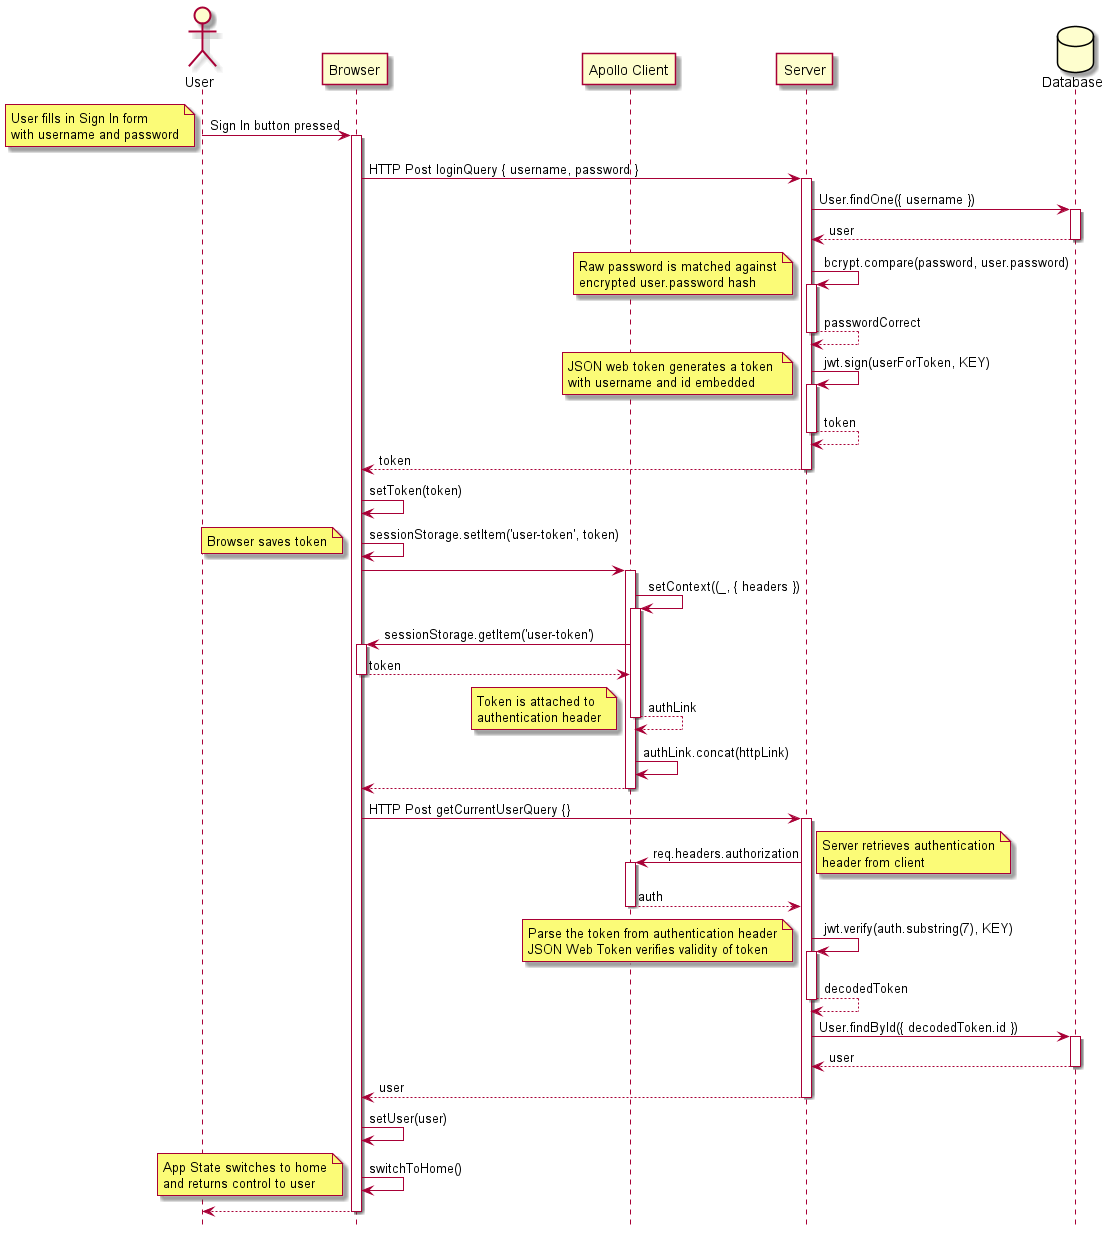 User
Browser
Apollo Client
Server
Database
User fills in Sign In form
with username and password
Sign In button pressed
HTTP Post loginQuery { username, password }
User.findOne({ username })
user
Raw password is matched against
encrypted user.password hash
bcrypt.compare(password, user.password)
passwordCorrect
JSON web token generates a token
with username and id embedded
jwt.sign(userForToken, KEY)
token
token
setToken(token)
Browser saves token
sessionStorage.setItem('user-token', token)
setContext((_, { headers })
sessionStorage.getItem('user-token')
token
Token is attached to
authentication header
authLink
authLink.concat(httpLink)
HTTP Post getCurrentUserQuery {}
Server retrieves authentication
header from client
req.headers.authorization
auth
Parse the token from authentication header
JSON Web Token verifies validity of token
jwt.verify(auth.substring(7), KEY)
decodedToken
User.findById({ decodedToken.id })
user
user
setUser(user)
App State switches to home
and returns control to user
switchToHome()